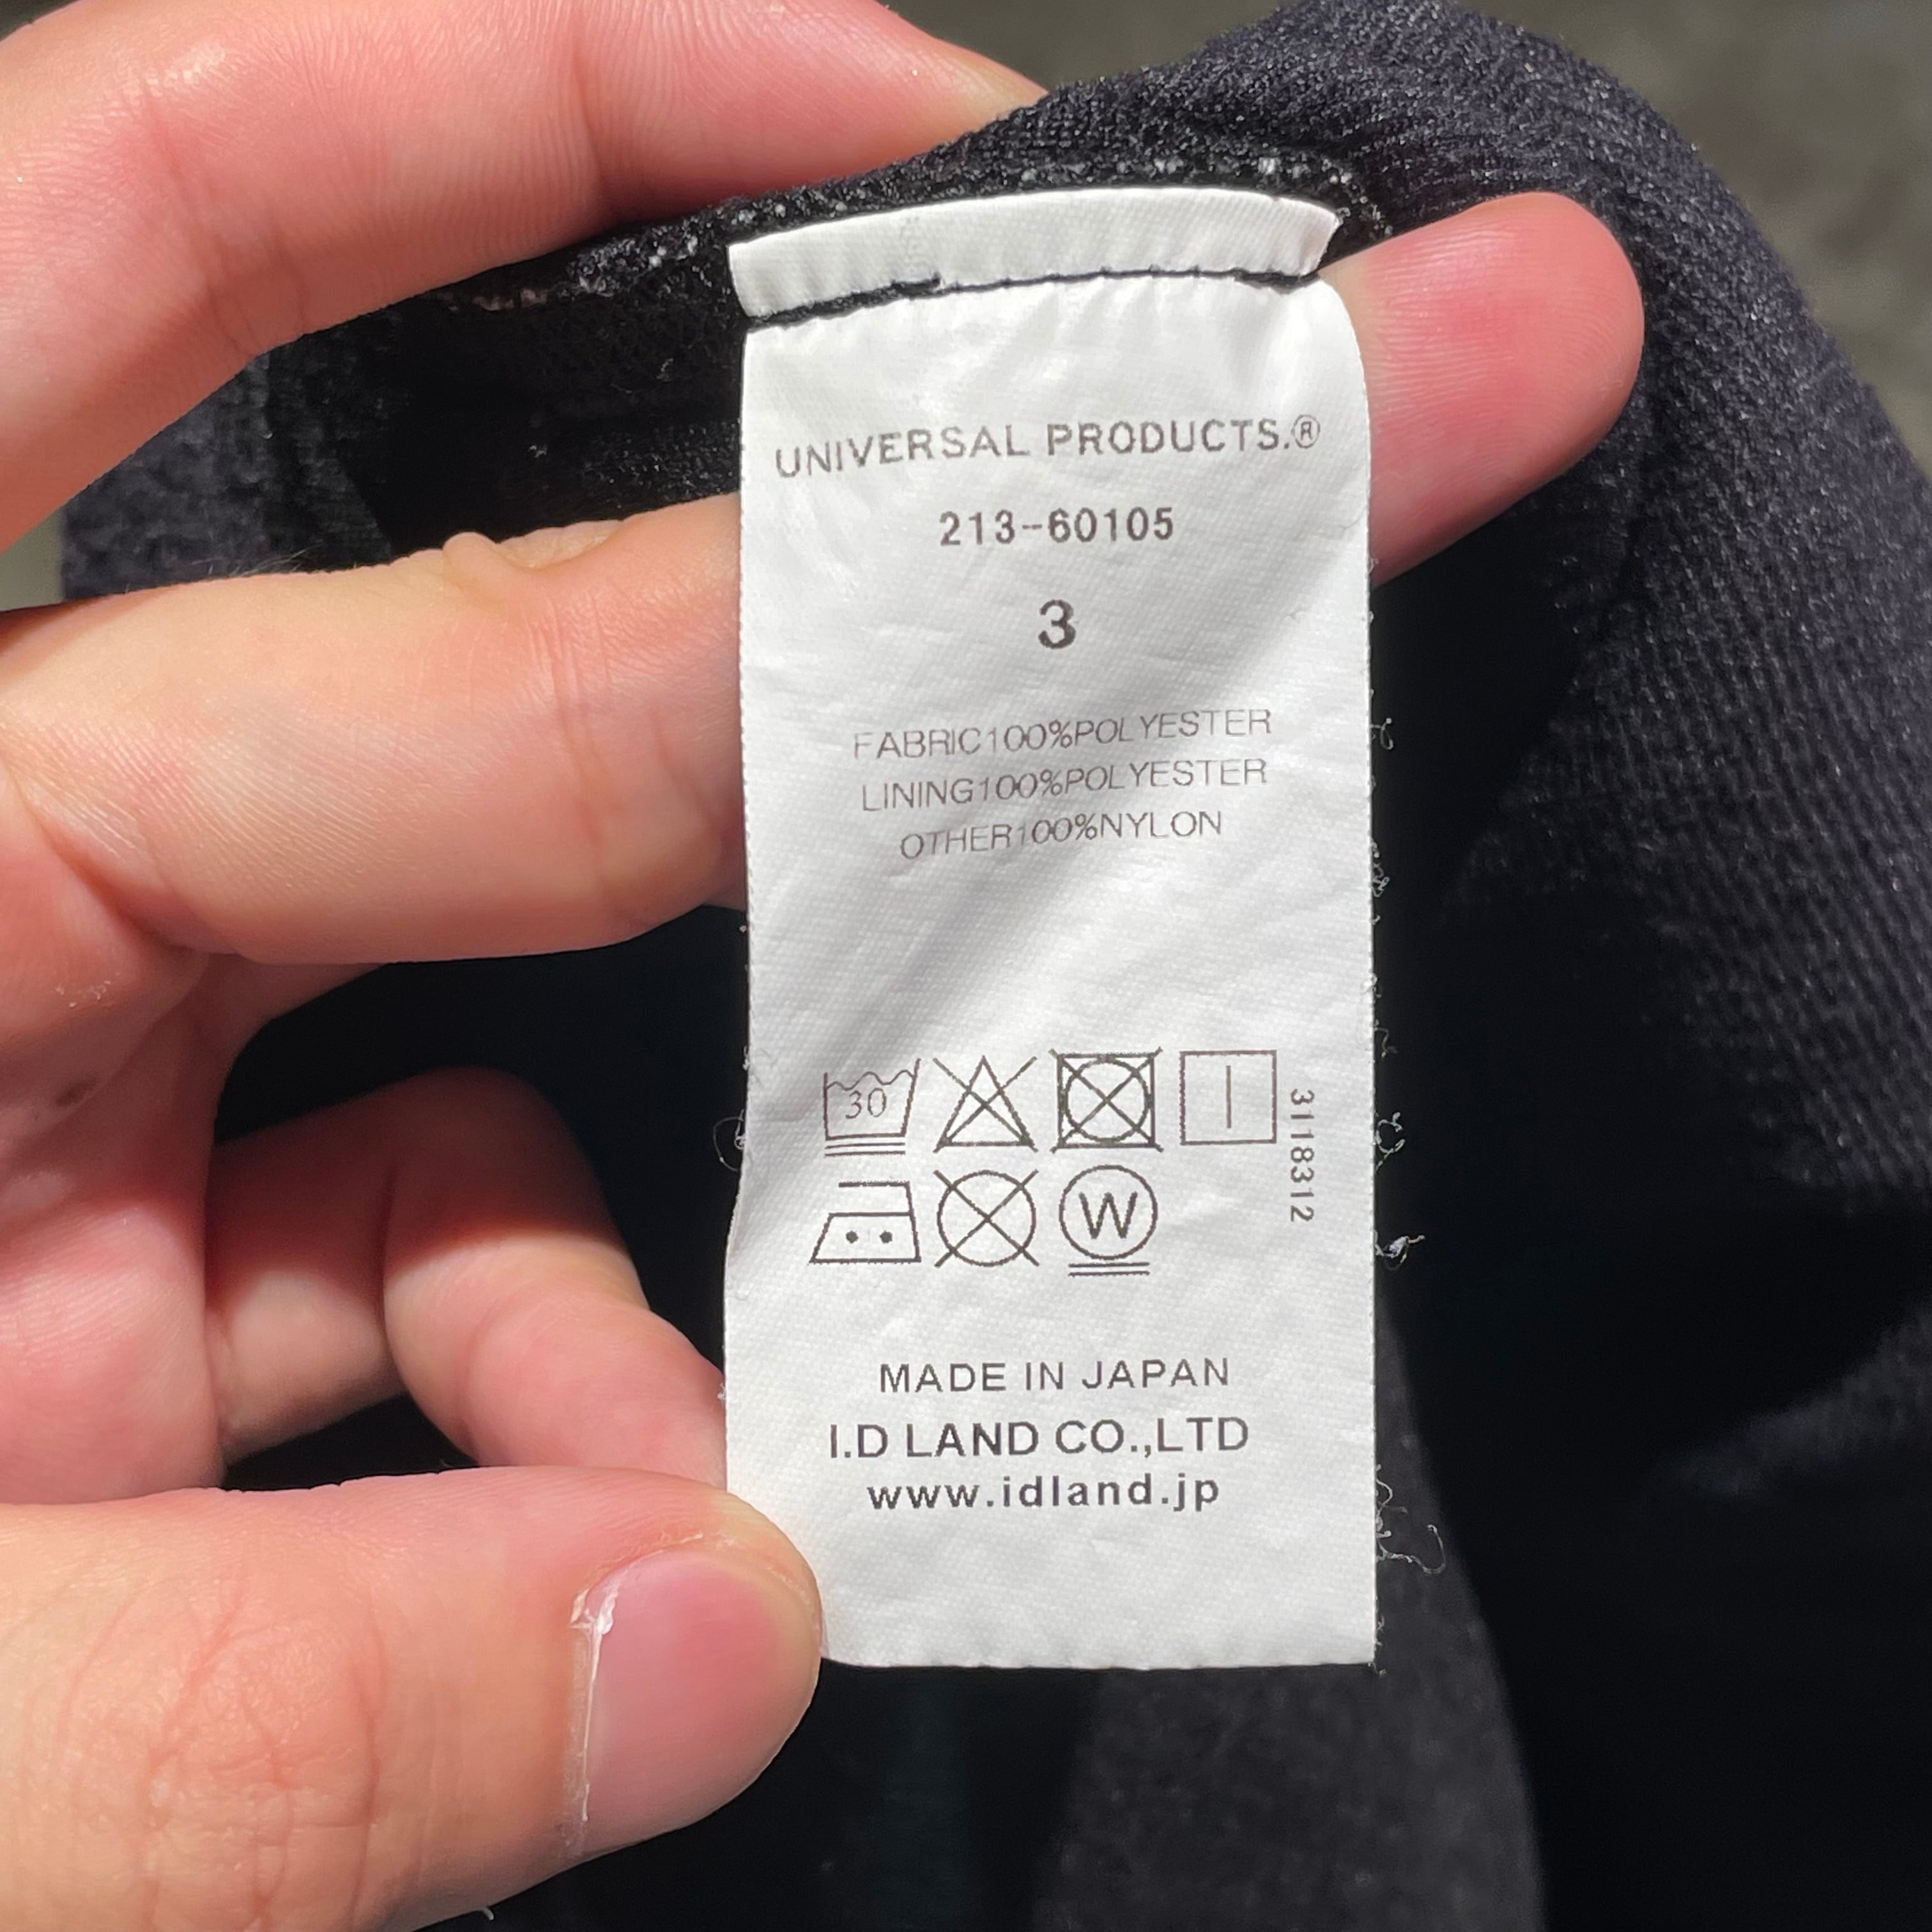 UNIVERSAL PRODUCTS.®
213-60105
3
FABRIC100%POLYESTER
LINING100%POLYESTER
OTHER100%NYLON
30
3118312
W
MADE IN JAPAN
I.D LAND CO.,LTD
www.idland.jp